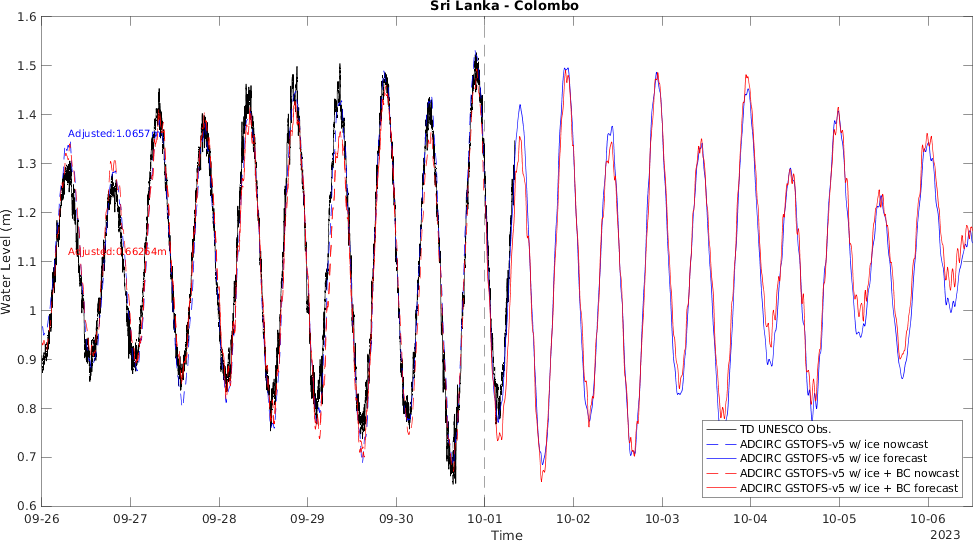 Sri Lanka - Colombo
Water Level (m)
1.6
1.5
1.4
1.3
1.2
1.1
1
0.9
0.8
0.7
0.6
Adjusted:1.0657m
Adjusted:0.66264m
TD UNESCO Obs.
ADCIRC GSTOFS-v5 w/ ice nowcast
ADCIRC GSTOFS-v5 w/ ice forecast
ADCIRC GSTOFS-v5 w/ ice + BC nowcast
ADCIRC GSTOFS-v5 w/ ice + BC forecast
09-26 09-27 09-28 09-29 09-30 10-01 10-02 10-03 10-04 10-05 10-06
Time
2023